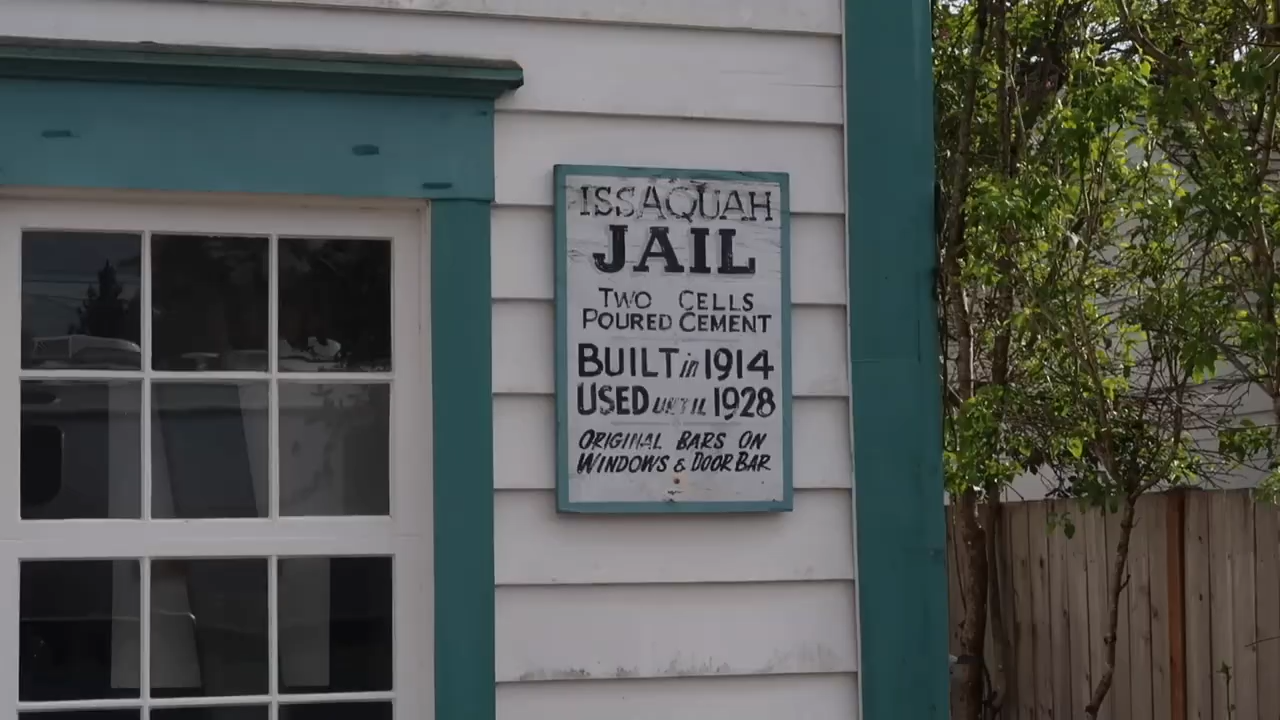 ISSAQUAH
JAIL
TWO CELLS
POURED CEMENT
BUILT in 1914
USED UNTIL 1928
ORIGINAL BARS ON
WINDOWS & DOOR BAR